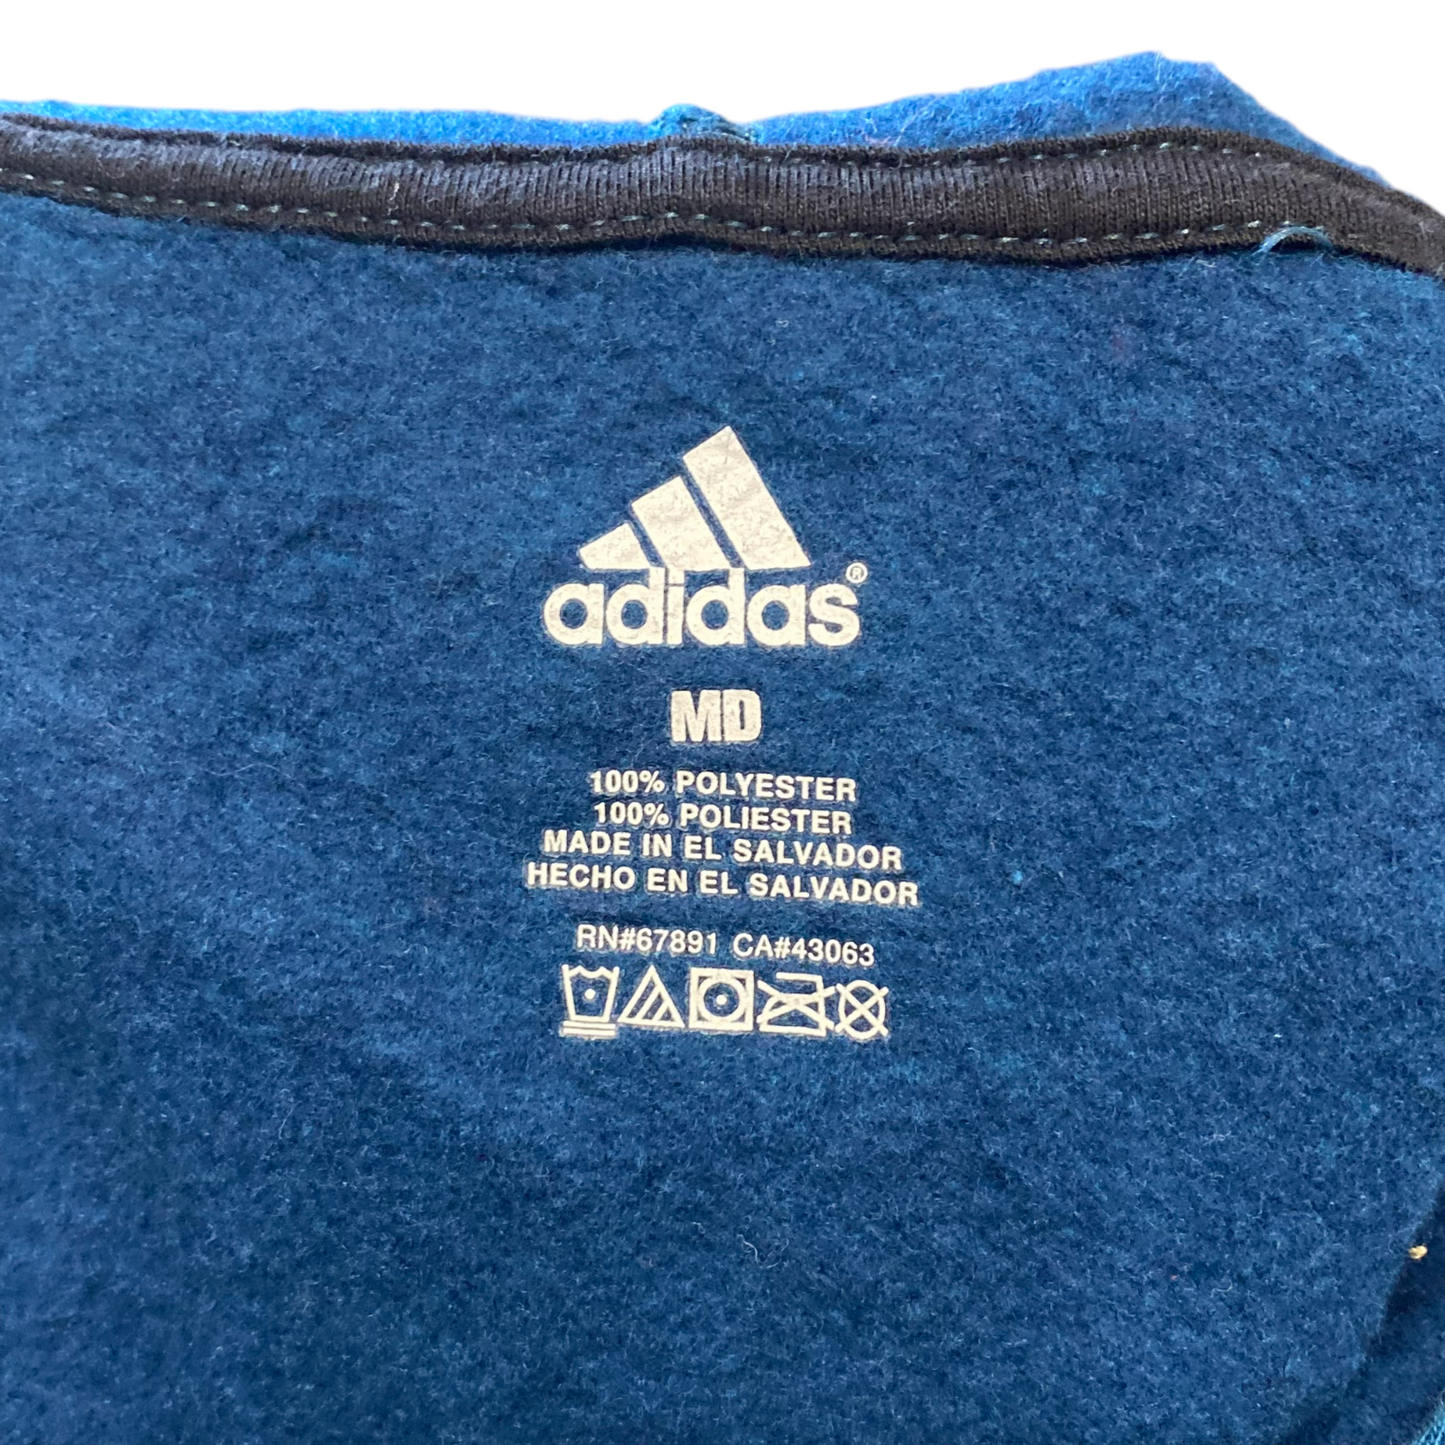 adidas®
MD
100% POLYESTER
100% POLIESTER
MADE IN EL SALVADOR
HECHO EN EL SALVADOR
RN#67891 CA#43063